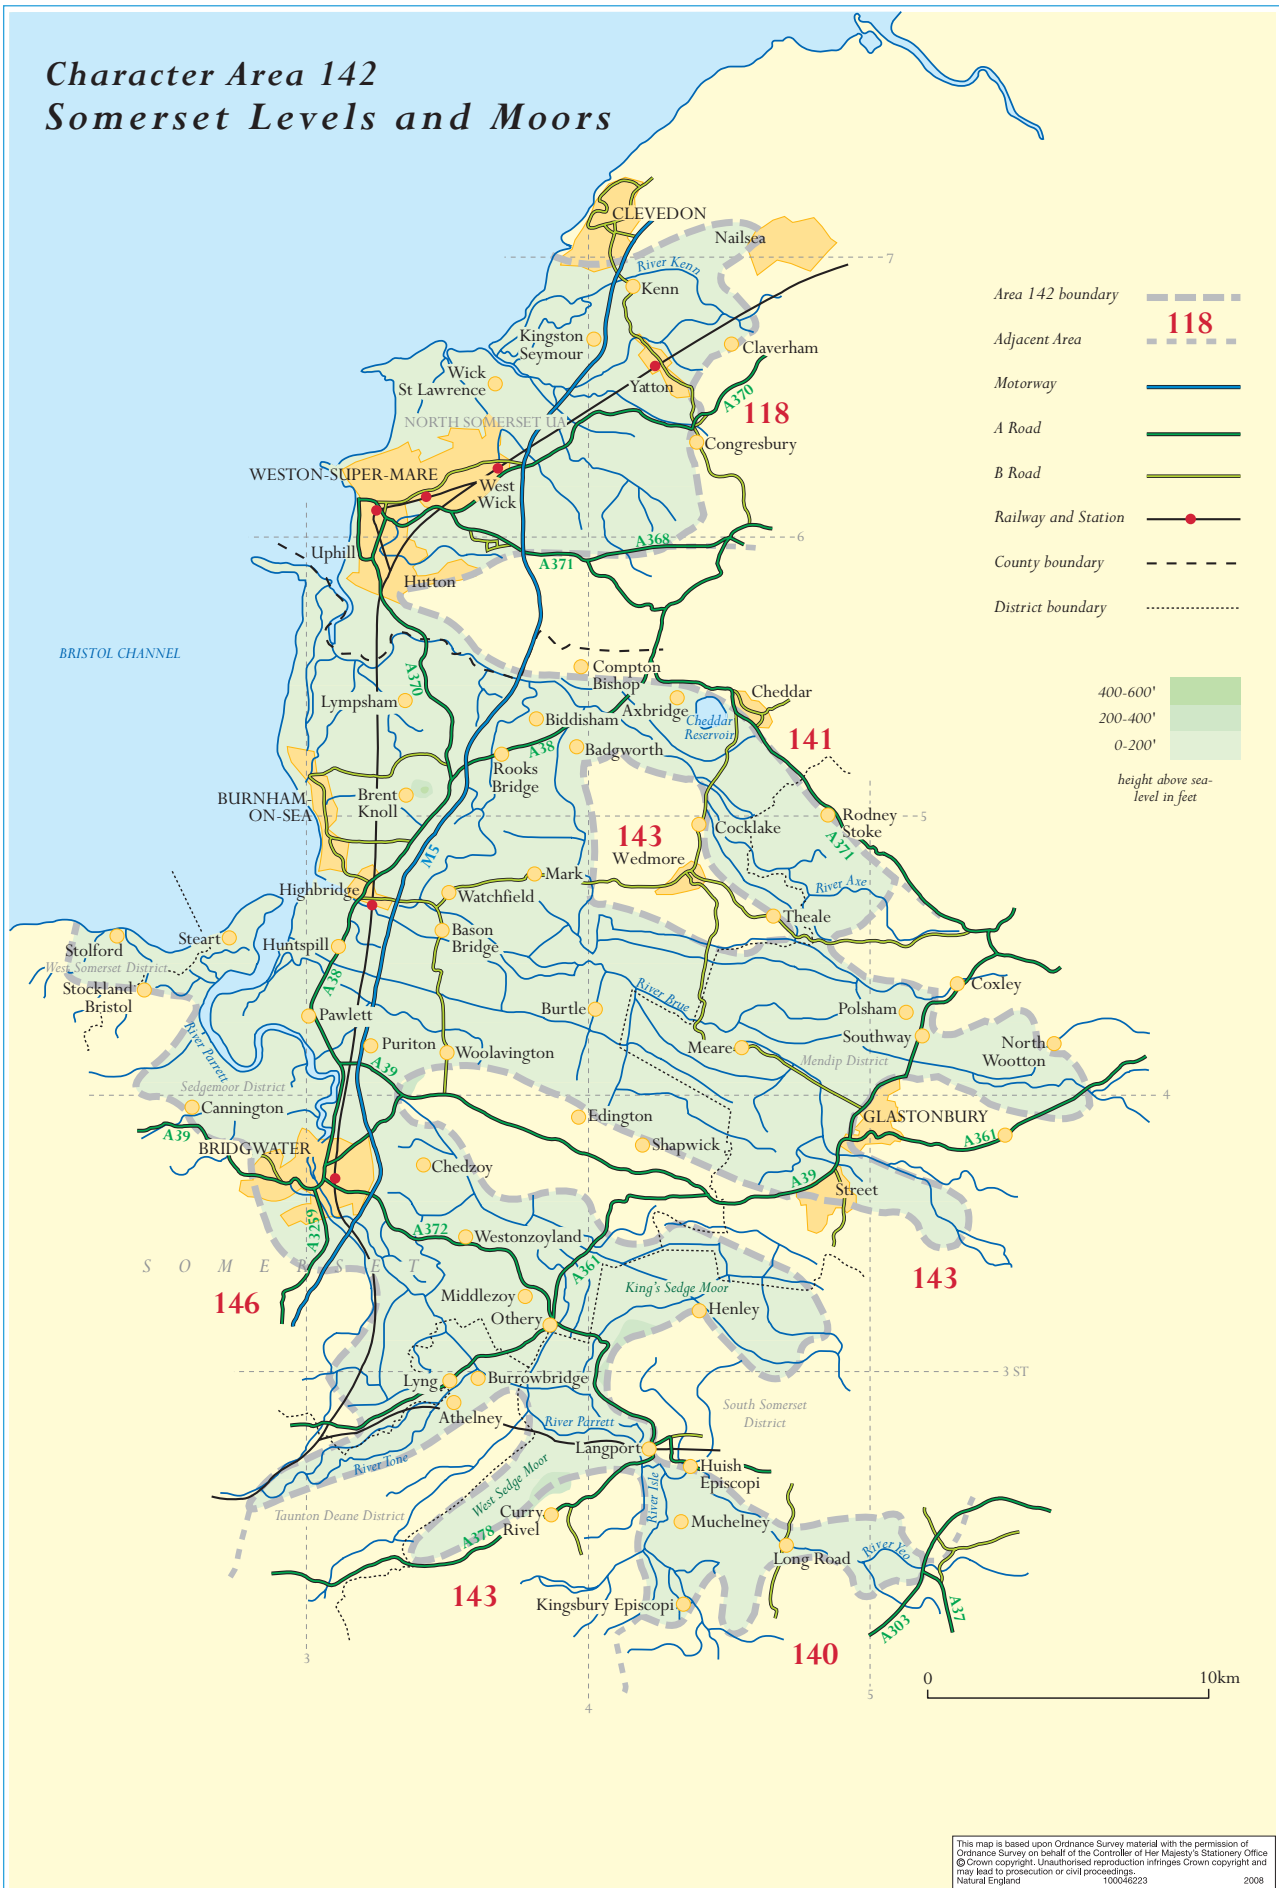 Character Area 142
Somerset Levels and Moors
CLEVEDON
Nailsea
7
River Kenn
Kenn
Kingston
Seymour
Claverham
Wick
St Lawrence
Yatton
A370
118
NORTH SOMERSET UA
Congresbury
WESTON-SUPER-MARE
West
Wick
Uphill
A368
6
A371
Hutton
BRISTOL CHANNEL
Compton
Bishop
A370
Lympsham
Axbridge
Cheddar
Cheddar
Reservoir
Biddisham
A38
Badgworth
141
Rooks
Bridge
Brent
Knoll
BURNHAM-
ON-SEA
Rodney
Stoke
5
143
Cocklake
A371
Wedmore
M5
Mark
River Axe
Highbridge
Watchfield
Theale
Bason
Bridge
Steart
Stolford
Huntspill
West Somerset District
Stockland
Bristol
A38
Coxley
River Brue
Burtle
Polsham
Pawlett
River Parrett
Southway
North
Wootton
Puriton
Woolavington
Meare
Mendip District
A39
Sedgemoor District
4
Cannington
Edington
GLASTONBURY
A39
BRIDGWATER
Shapwick
A361
Chedzoy
A39
Street
A3259
A372
Westonzoyland
SOMERSET
A361
143
146
King's Sedge Moor
Middlezoy
Henley
Othery
3 ST
Lyng
Burrowbridge
Athelney
River Parrett
South Somerset
District
Langport
River Tone
Huish
Episcopi
West Sedge Moor
River Isle
Taunton Deane District
Curry
Rivel
Muchelney
A378
Long Road
River Yeo
143
Kingsbury Episcopi
A303
A37
140
3
4
5
Area 142 boundary
118
Adjacent Area
Motorway
A Road
B Road
Railway and Station
County boundary
District boundary
400-600'
200-400'
0-200'
height above sea-
level in feet
0
10km
This map is based upon Ordnance Survey material with the permission of
Ordnance Survey on behalf of the Controller of Her Majesty's Stationery Office
© Crown copyright. Unauthorised reproduction infringes Crown copyright and
may lead to prosecution or civil proceedings.
Natural England 100046223 2008